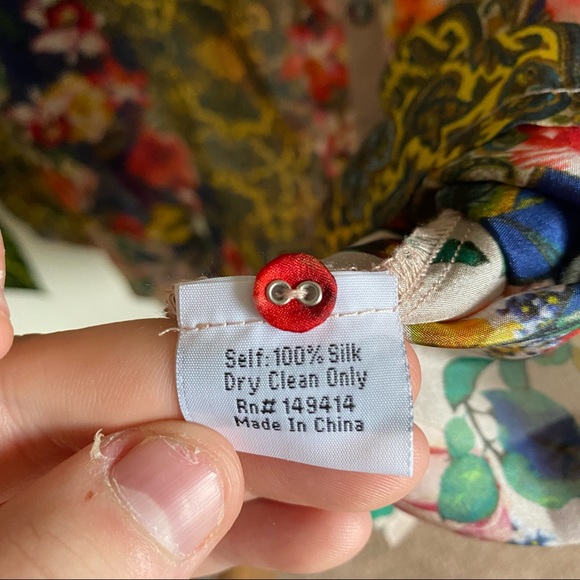 Self: 100% Silk
Dry Clean Only
Rn# 149414
Made In China